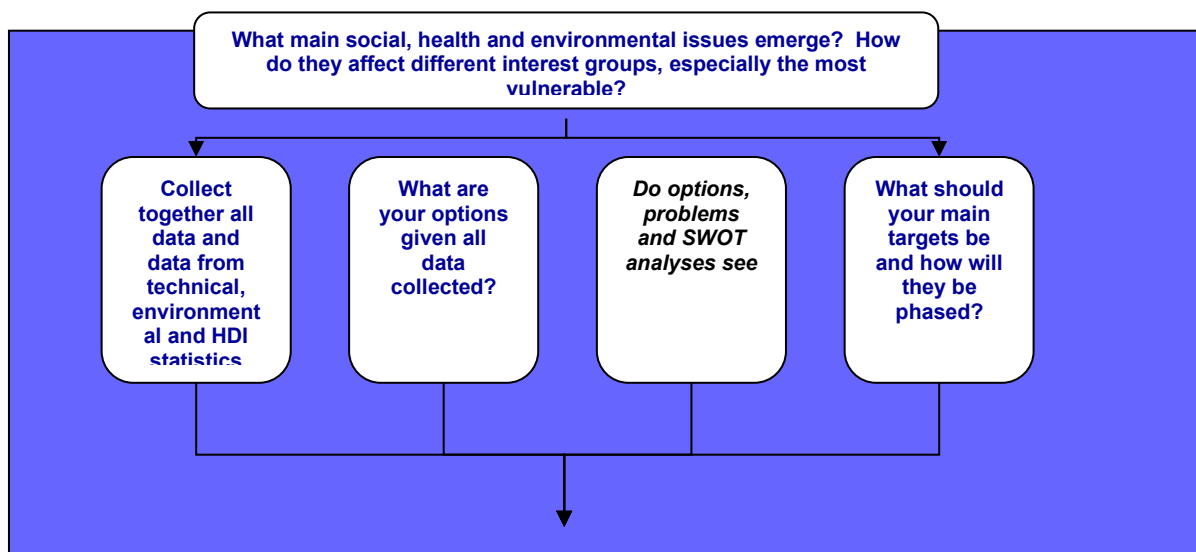 What main social, health and environmental issues emerge?  How
do they affect different interest groups, especially the most
vulnerable?
Collect
together all
data and
data from
technical,
environment
al and HDI
statistics
What are
your options
given all
data
collected?
Do options,
problems
and SWOT
analyses see
What should
your main
targets be
and how will
they be
phased?